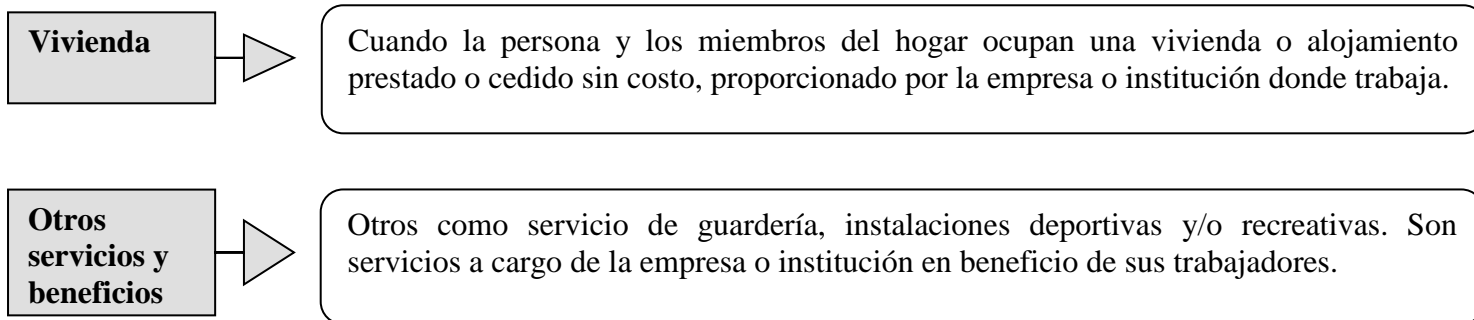 Vivienda
Cuando la persona y los miembros del hogar ocupan una vivienda o alojamiento
prestado o cedido sin costo, proporcionado por la empresa o institución donde trabaja.
Otros
servicios y
beneficios
Otros como servicio de guardería, instalaciones deportivas y/o recreativas. Son
servicios a cargo de la empresa o institución en beneficio de sus trabajadores.